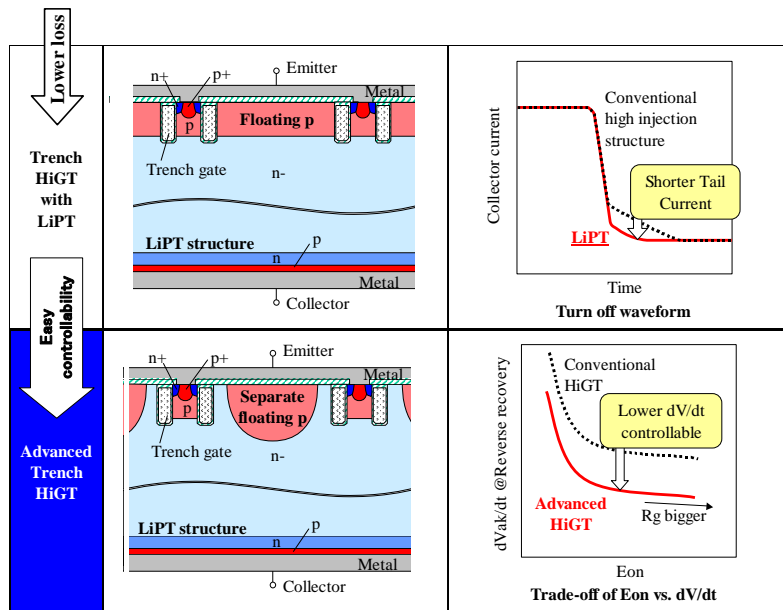 Lower loss
Trench
HiGT
with
LiPT
Easy
controllability
Advanced
Trench
HiGT
Emitter
n+
p+
Metal
p
Floating p
Trench gate
n-
LiPT structure
p
n
Metal
Collector
Collector current
Conventional
high injection
structure
Shorter Tail
Current
LiPT
Time
Turn off waveform
Emitter
n+
p+
Metal
p
Separate
floating p
Trench gate
n-
LiPT structure
p
n
Metal
Collector
dVak/dt @Reverse recovery
Conventional
HiGT
Lower dV/dt
controllable
Advanced
HiGT
Rg bigger
Eon
Trade-off of Eon vs. dV/dt